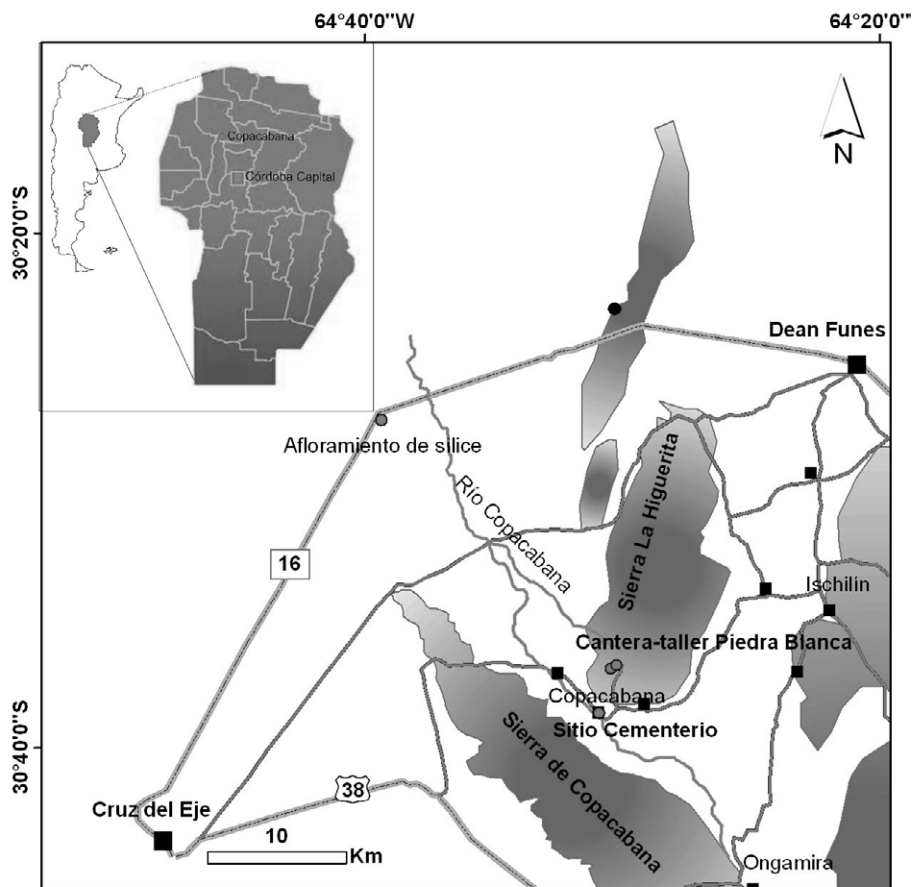 64°40'0"W
64°20'0"W
30°20'0"S
30°40'0"S
N
Copacabana
Córdoba Capital
Dean Funes
Afloramiento de sílice
Río Copacabana
Sierra La Higuerita
16
Ischilín
Cantera-taller Piedra Blanca
Copacabana
Sitio Cementerio
Sierra de Copacabana
38
Cruz del Eje
10
Km
Ongamira